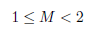 1 ≤ M < 2